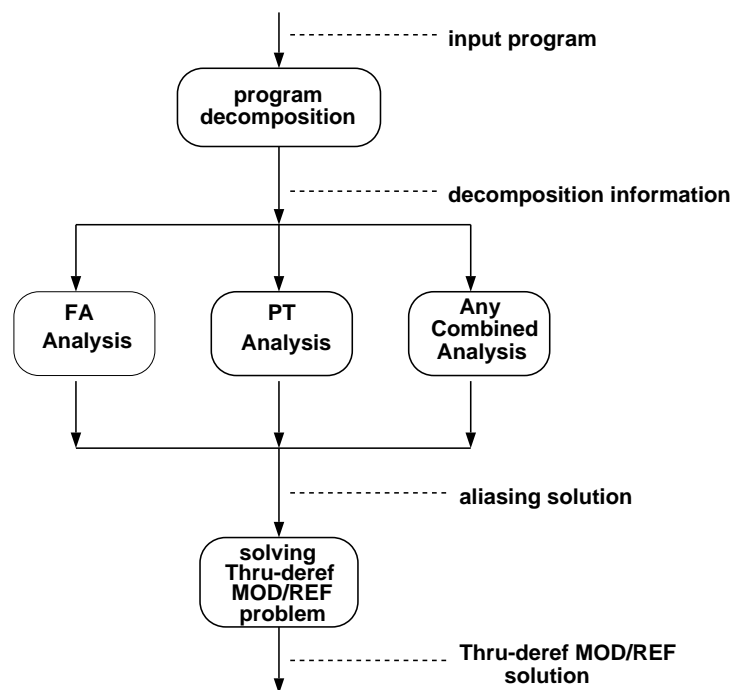 input program
program
decomposition
decomposition information
FA
Analysis
PT
Analysis
Any
Combined
Analysis
aliasing solution
solving
Thru-deref
MOD/REF
problem
Thru-deref MOD/REF
solution